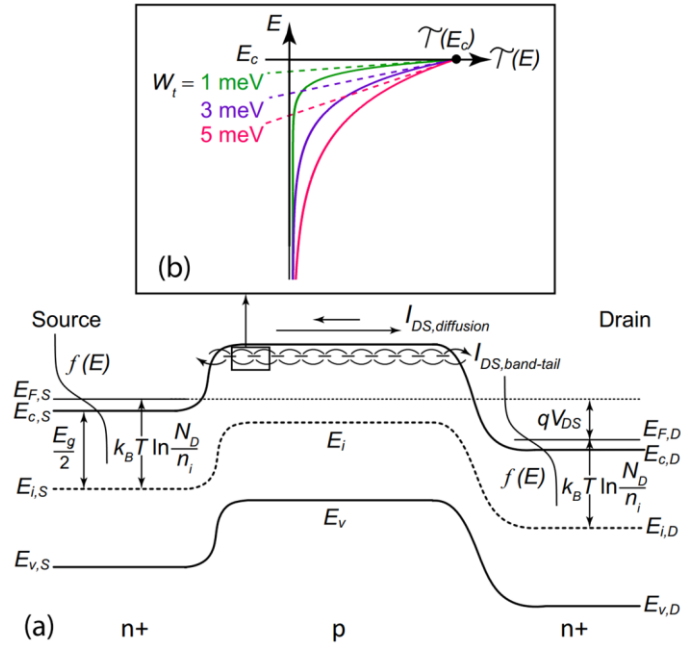 E
𝒯(E_c)
E_c
𝒯(E)
W_t = 1 meV
3 meV
5 meV
(b)
Source
I_DS,diffusion
Drain
f(E)
I_DS,band-tail
E_F,S
E_c,S
qV_DS
E_F,D
E_c,D
E_g/2
k_B T ln N_D/n_i
E_i
f(E)
k_B T ln N_D/n_i
E_i,S
E_v
E_i,D
E_v,S
E_v,D
(a)
n+
p
n+